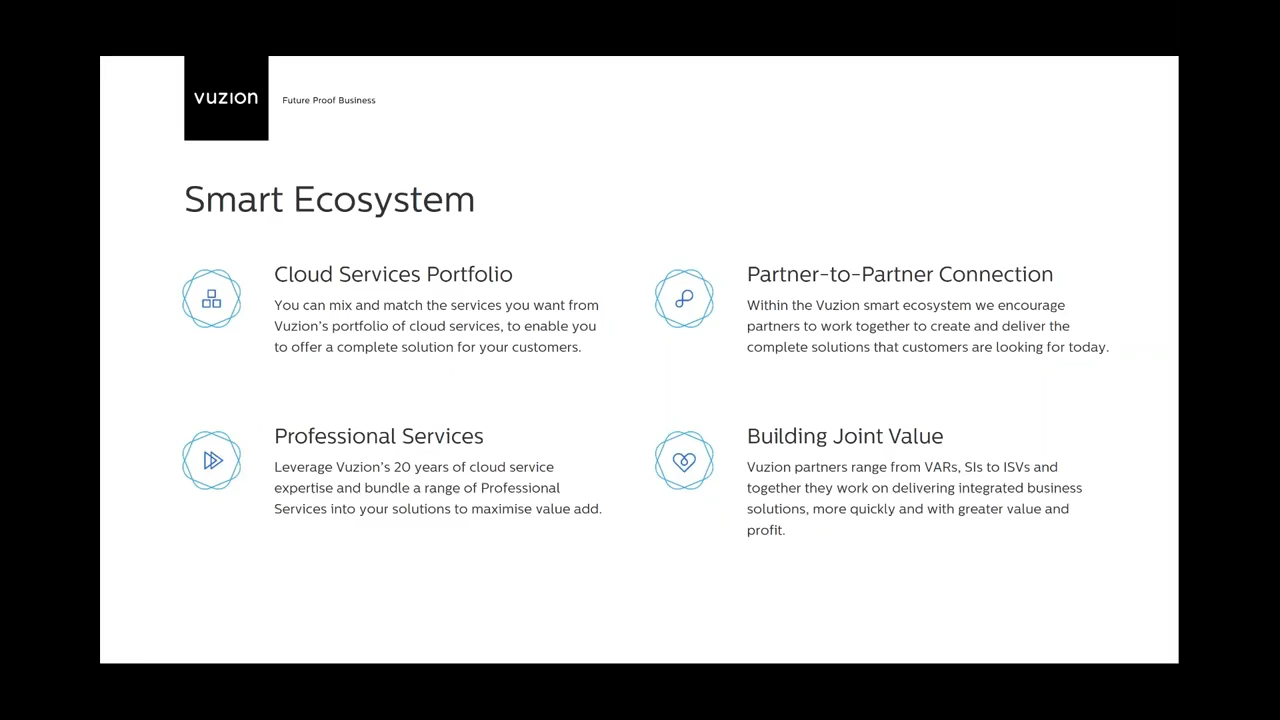 vuzion
Future Proof Business
Smart Ecosystem
Cloud Services Portfolio
You can mix and match the services you want from
Vuzion's portfolio of cloud services, to enable you
to offer a complete solution for your customers.
Partner-to-Partner Connection
Within the Vuzion smart ecosystem we encourage
partners to work together to create and deliver the
complete solutions that customers are looking for today.
Professional Services
Leverage Vuzion's 20 years of cloud service
expertise and bundle a range of Professional
Services into your solutions to maximise value add.
Building Joint Value
Vuzion partners range from VARs, SIs to ISVs and
together they work on delivering integrated business
solutions, more quickly and with greater value and
profit.